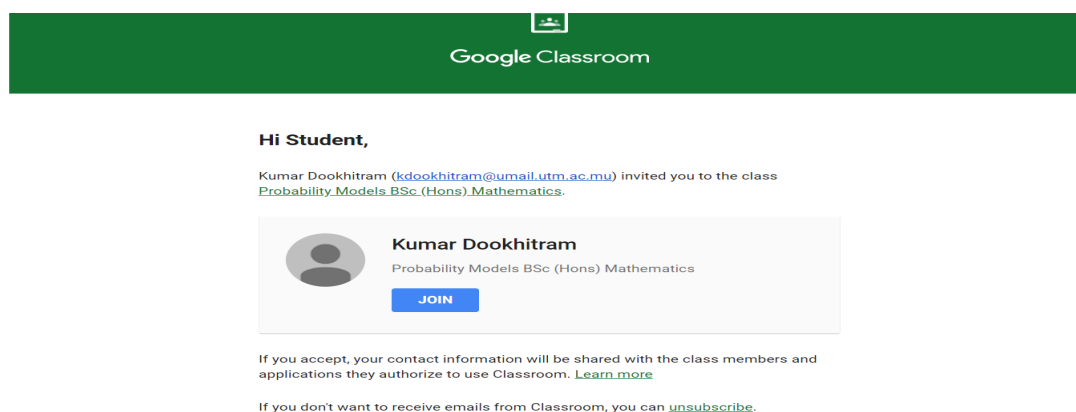 Google Classroom
Hi Student,
Kumar Dookhitram (kdookhitram@umail.utm.ac.mu) invited you to the class
Probability Models BSc (Hons) Mathematics.
Kumar Dookhitram
Probability Models BSc (Hons) Mathematics
JOIN
If you accept, your contact information will be shared with the class members and
applications they authorize to use Classroom. Learn more
If you don't want to receive emails from Classroom, you can unsubscribe.